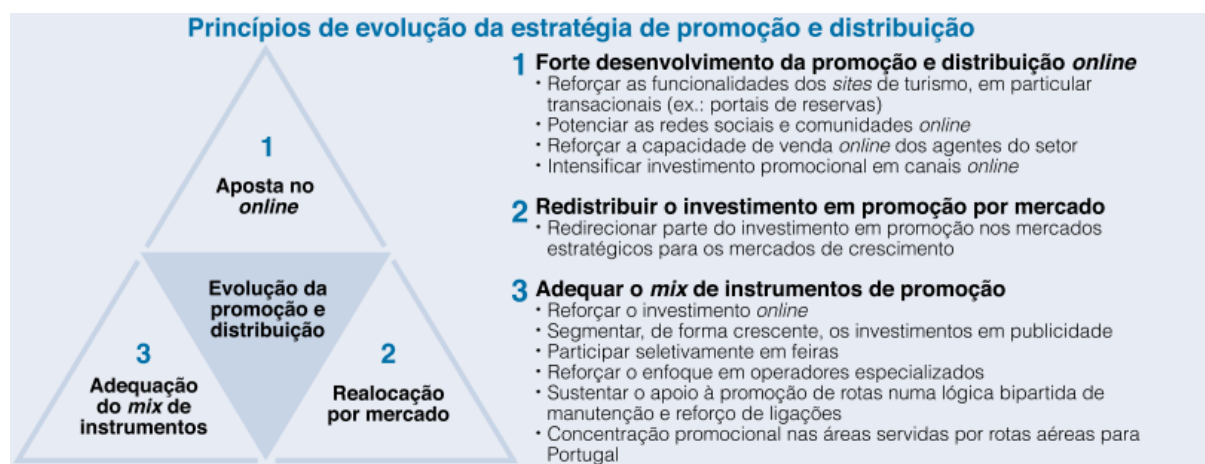 Princípios de evolução da estratégia de promoção e distribuição
1
Aposta no
online
Evolução da
promoção e
distribuição
3
Adequação
do mix de
instrumentos
2
Realocação
por mercado
1 Forte desenvolvimento da promoção e distribuição online
• Reforçar as funcionalidades dos sites de turismo, em particular
transacionais (ex.: portais de reservas)
• Potenciar as redes sociais e comunidades online
• Reforçar a capacidade de venda online dos agentes do setor
• Intensificar investimento promocional em canais online
2 Redistribuir o investimento em promoção por mercado
• Redirecionar parte do investimento em promoção nos mercados
estratégicos para os mercados de crescimento
3 Adequar o mix de instrumentos de promoção
• Reforçar o investimento online
• Segmentar, de forma crescente, os investimentos em publicidade
• Participar seletivamente em feiras
• Reforçar o enfoque em operadores especializados
• Sustentar o apoio à promoção de rotas numa lógica bipartida de
manutenção e reforço de ligações
• Concentração promocional nas áreas servidas por rotas aéreas para
Portugal